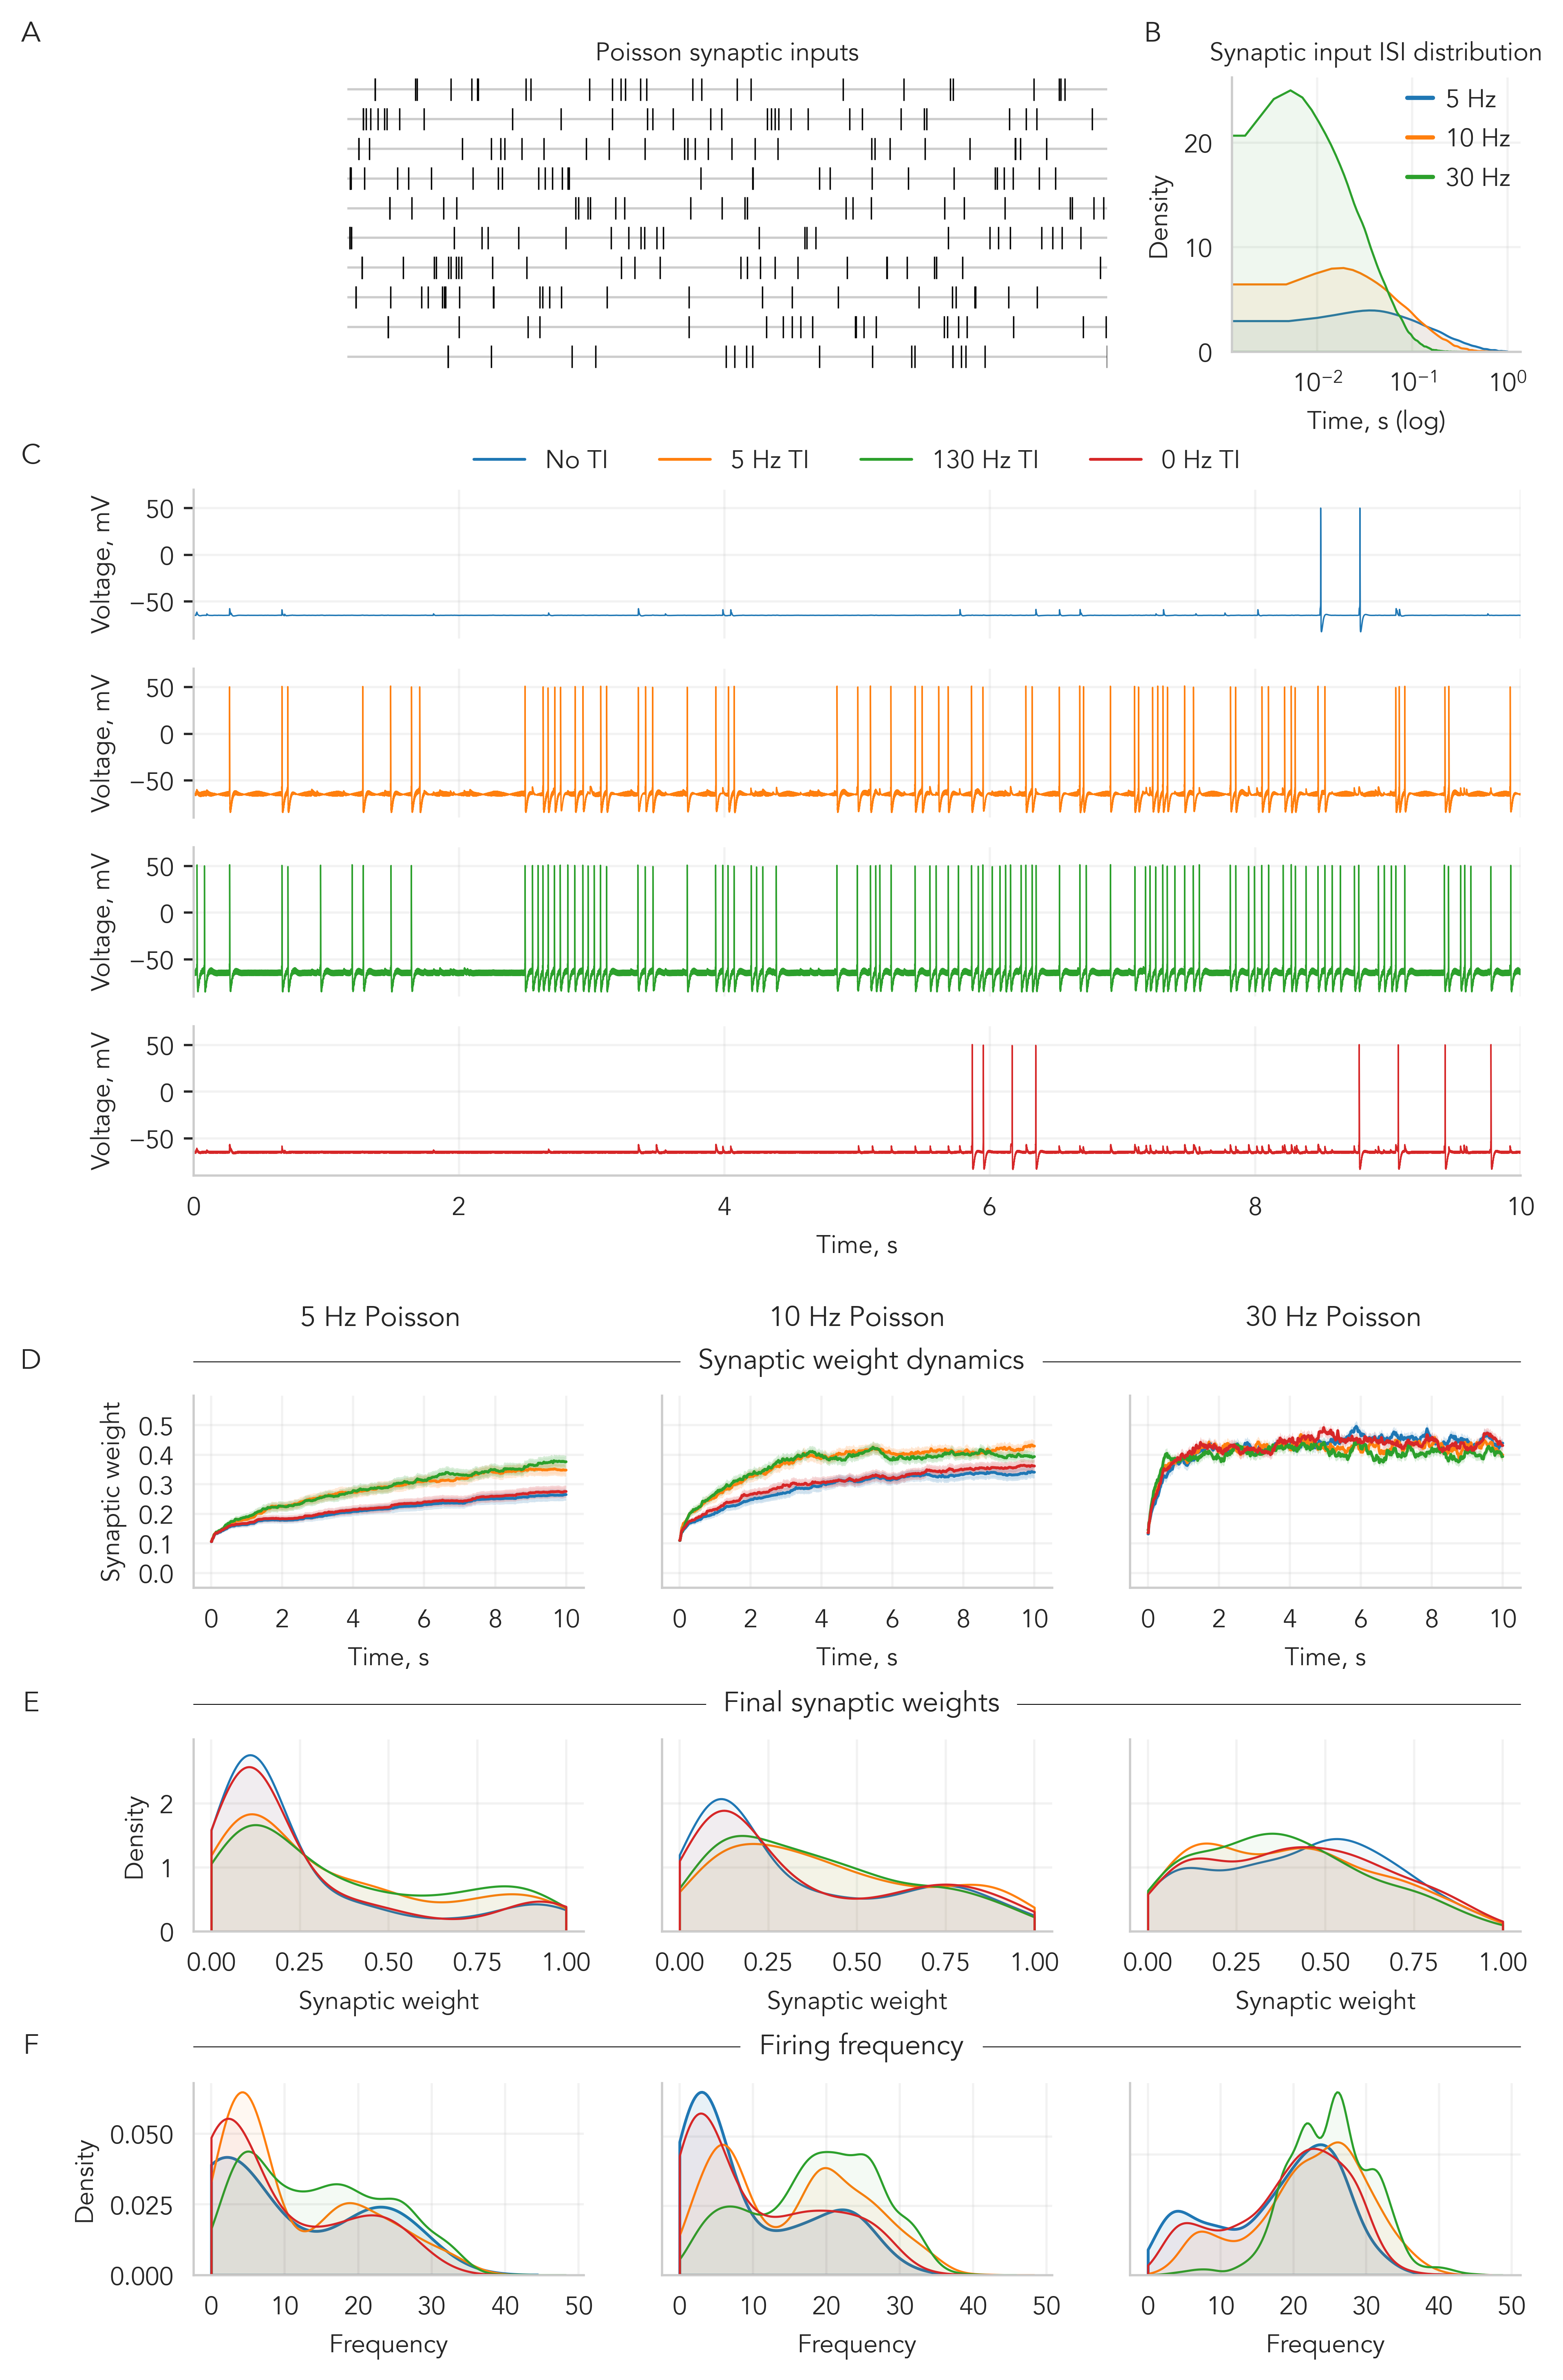 A
Poisson synaptic inputs
B
Synaptic input ISI distribution
5 Hz
10 Hz
30 Hz
Density
20
10
0
10⁻² 10⁻¹ 10⁰
Time, s (log)
C
No TI 5 Hz TI 130 Hz TI 0 Hz TI
Voltage, mV
50
0
−50
Voltage, mV
50
0
−50
Voltage, mV
50
0
−50
Voltage, mV
50
0
−50
0 2 4 6 8 10
Time, s
5 Hz Poisson 10 Hz Poisson 30 Hz Poisson
D
Synaptic weight dynamics
Synaptic weight
0.5
0.4
0.3
0.2
0.1
0.0
0 2 4 6 8 10 0 2 4 6 8 10 0 2 4 6 8 10
Time, s Time, s Time, s
E
Final synaptic weights
Density
2
1
0
0.00 0.25 0.50 0.75 1.00 0.00 0.25 0.50 0.75 1.00 0.00 0.25 0.50 0.75 1.00
Synaptic weight Synaptic weight Synaptic weight
F
Firing frequency
Density
0.050
0.025
0.000
0 10 20 30 40 50 0 10 20 30 40 50 0 10 20 30 40 50
Frequency Frequency Frequency